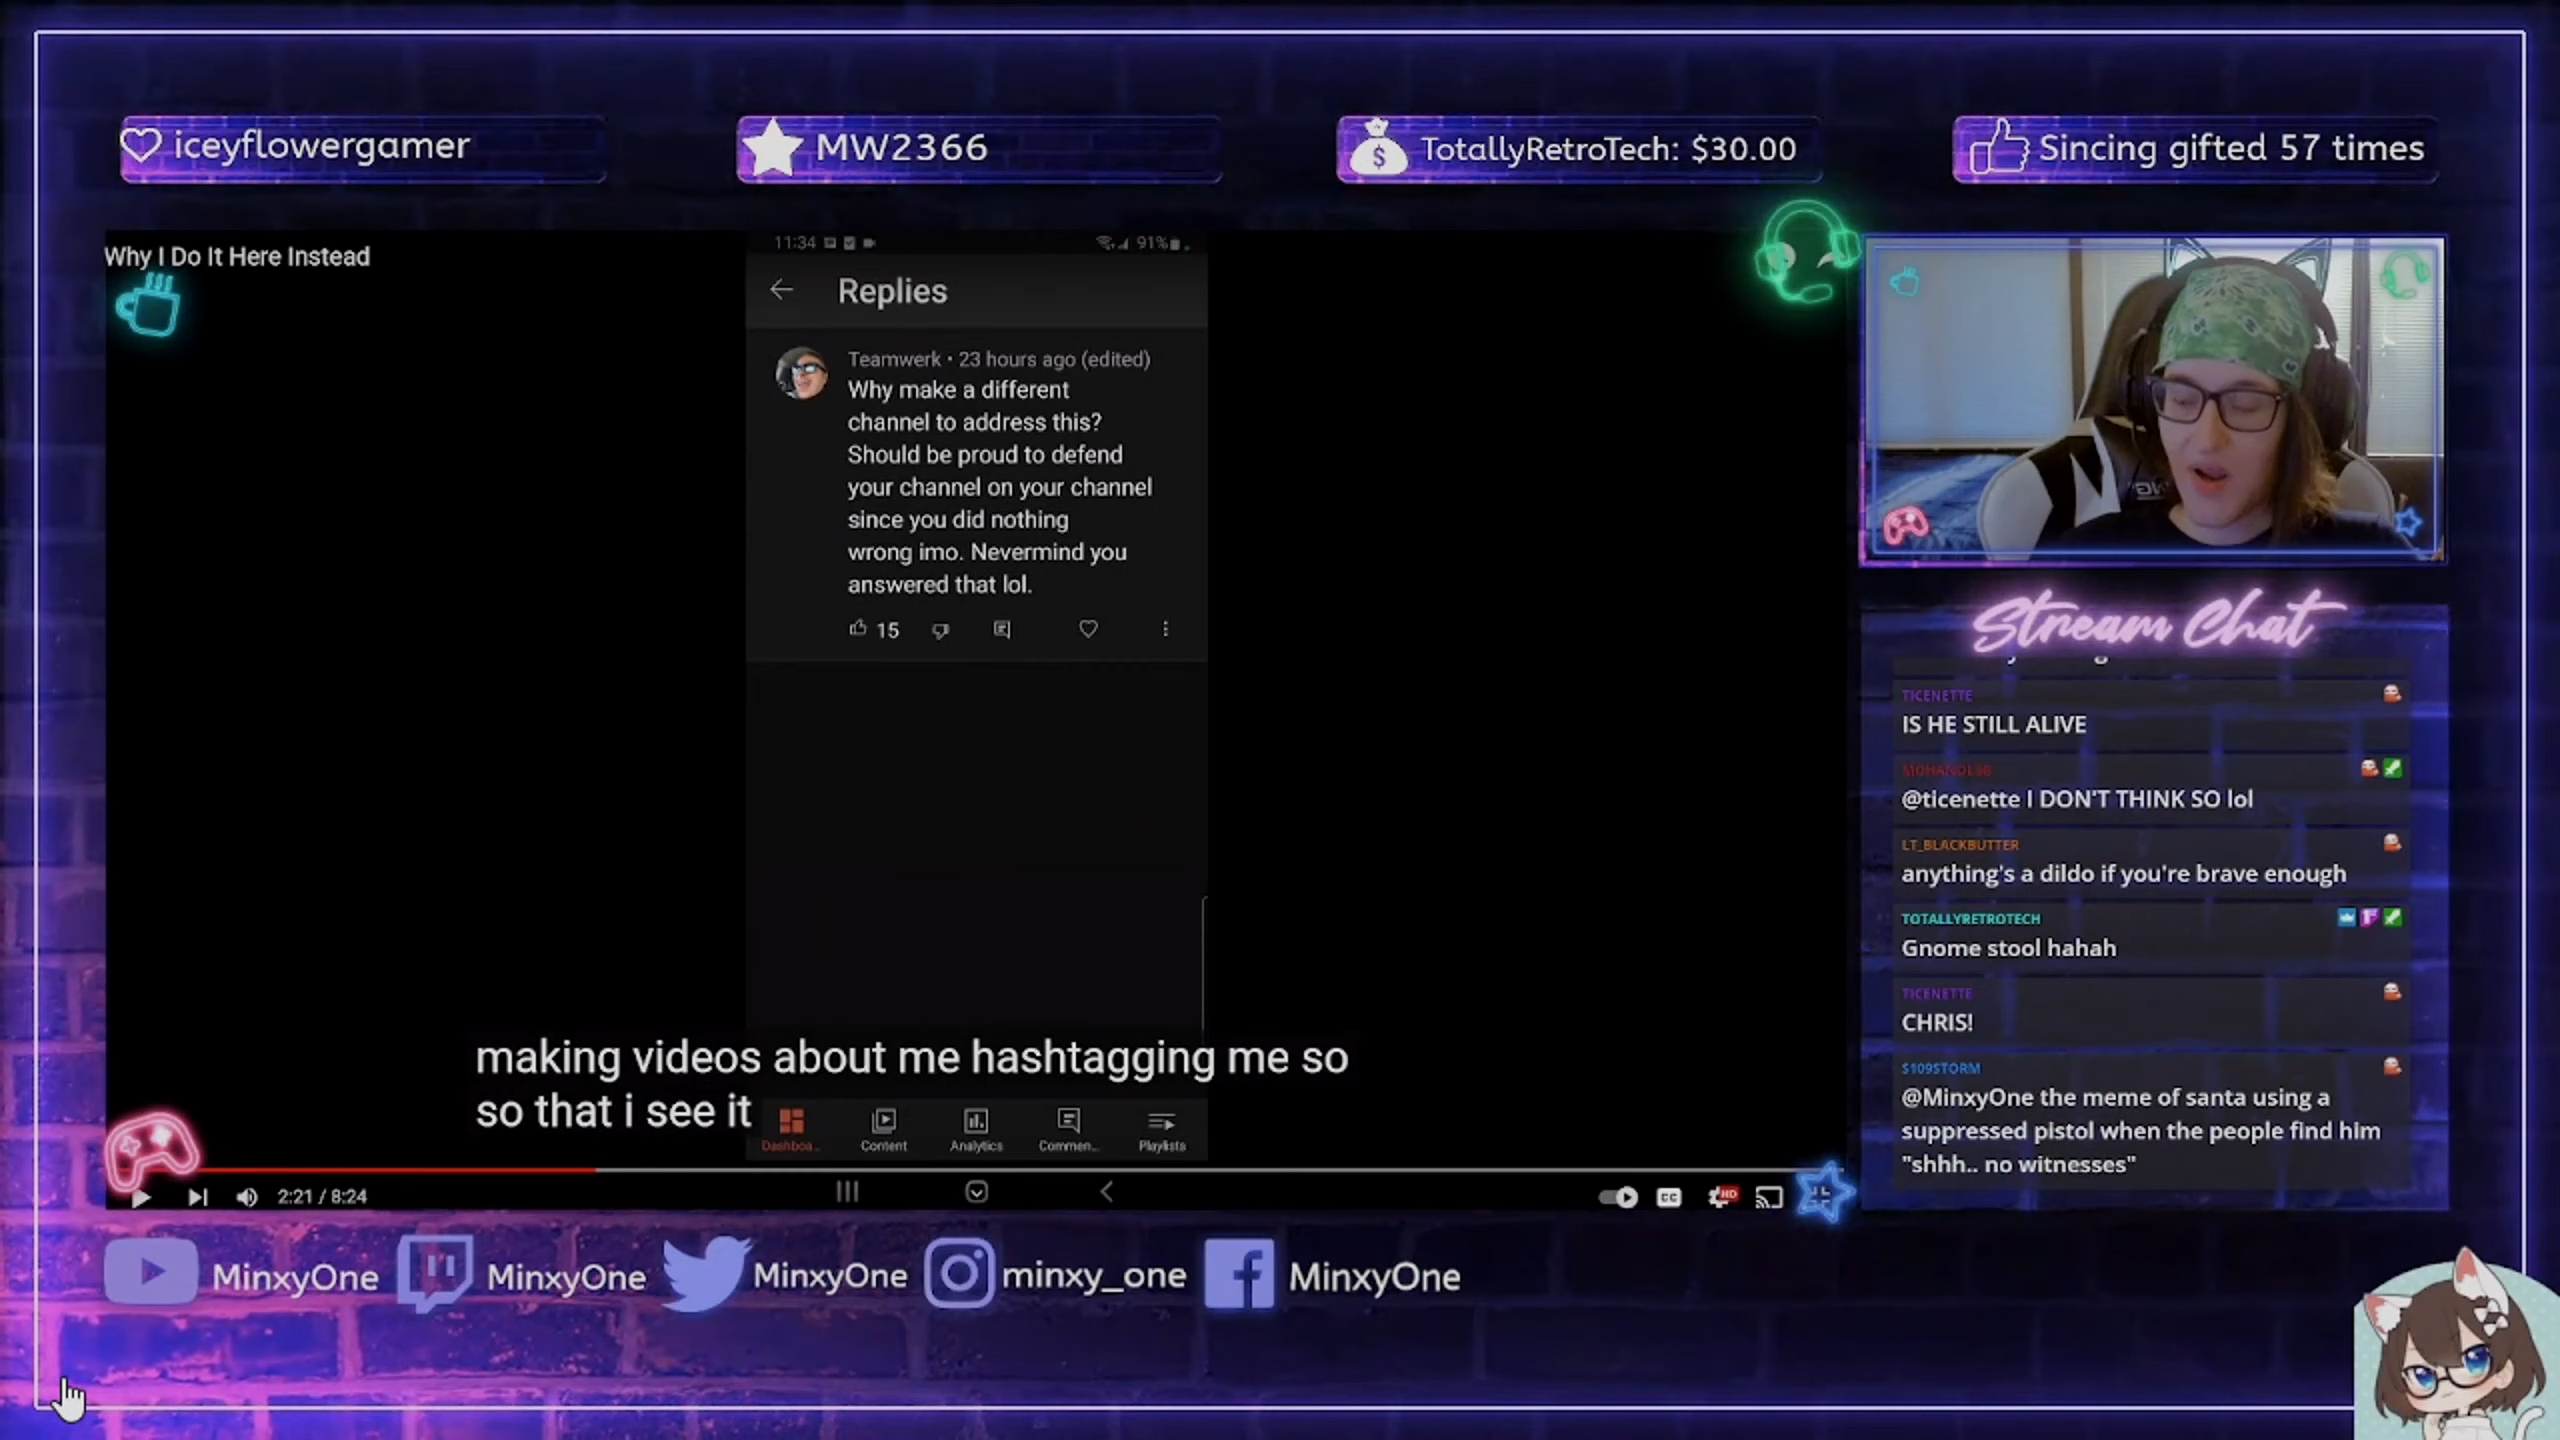 iceyflowergamer
MW2366
TotallyRetroTech: $30.00
Sincing gifted 57 times
Why I Do It Here Instead
11:34
91%
Replies
Teamwerk • 23 hours ago (edited)
Why make a different
channel to address this?
Should be proud to defend
your channel on your channel
since you did nothing
wrong imo. Nevermind you
answered that lol.
15
making videos about me hashtagging me so
so that i see it
Dashboa..
Content
Analytics
Commen...
Playlists
2:21 / 8:24
CC
HD
Stream Chat
TICENETTE
IS HE STILL ALIVE
@ticenette I DON'T THINK SO lol
LT_BLACKBUTTER
anything's a dildo if you're brave enough
TOTALLYRETROTECH
Gnome stool hahah
TICENETTE
CHRIS!
S109STORM
@MinxyOne the meme of santa using a
suppressed pistol when the people find him
"shhh.. no witnesses"
MinxyOne
MinxyOne
MinxyOne
minxy_one
MinxyOne